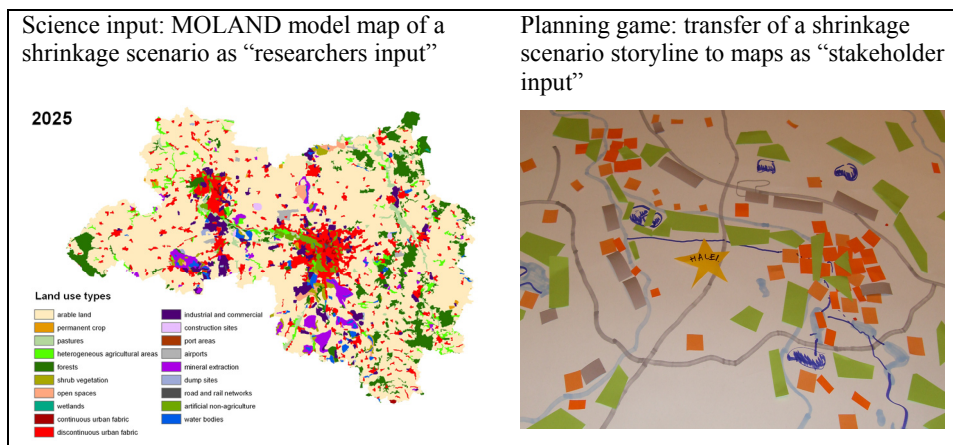 Science input: MOLAND model map of a
shrinkage scenario as “researchers input”
Planning game: transfer of a shrinkage
scenario storyline to maps as “stakeholder
input”
2025
Land use types
arable land
permanent crop
pastures
heterogeneous agricultural areas
forests
shrub vegetation
open spaces
wetlands
continuous urban fabric
discontinuous urban fabric
industrial and commercial
construction sites
port areas
airports
mineral extraction
dump sites
road and rail networks
artificial non-agriculture
water bodies
HALEI